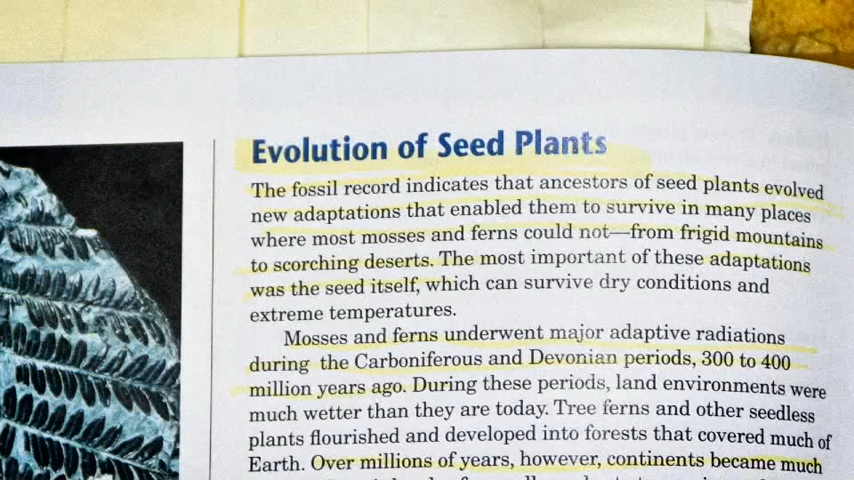 Evolution of Seed Plants
The fossil record indicates that ancestors of seed plants evolved
new adaptations that enabled them to survive in many places
where most mosses and ferns could not—from frigid mountains
to scorching deserts. The most important of these adaptations
was the seed itself, which can survive dry conditions and
extreme temperatures.
Mosses and ferns underwent major adaptive radiations
during the Carboniferous and Devonian periods, 300 to 400
million years ago. During these periods, land environments were
much wetter than they are today. Tree ferns and other seedless
plants flourished and developed into forests that covered much of
Earth. Over millions of years, however, continents became much